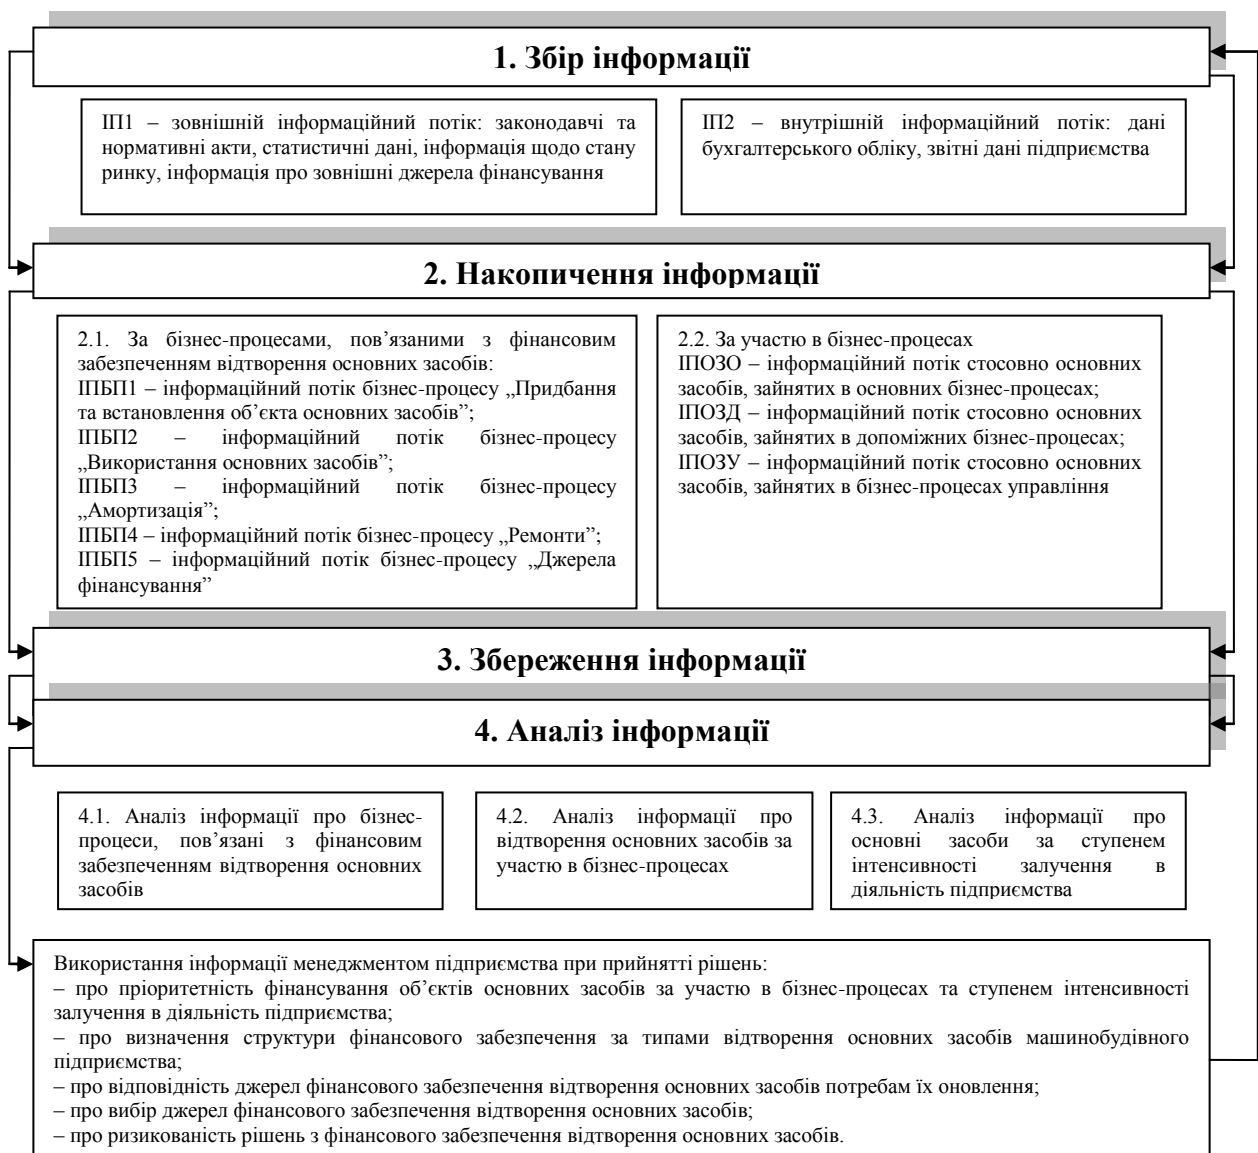 1. Збір інформації
ІП1 – зовнішній інформаційний потік: законодавчі та
нормативні акти, статистичні дані, інформація щодо стану
ринку, інформація про зовнішні джерела фінансування
ІП2 – внутрішній інформаційний потік: дані
бухгалтерського обліку, звітні дані підприємства
2. Накопичення інформації
2.1. За бізнес-процесами, пов’язаними з фінансовим
забезпеченням відтворення основних засобів:
ІПБП1 – інформаційний потік бізнес-процесу „Придбання
та встановлення об’єкта основних засобів”;
ІПБП2 – інформаційний потік бізнес-процесу
„Використання основних засобів”;
ІПБП3 – інформаційний потік бізнес-процесу
„Амортизація”;
ІПБП4 – інформаційний потік бізнес-процесу „Ремонти”;
ІПБП5 – інформаційний потік бізнес-процесу „Джерела
фінансування”
2.2. За участю в бізнес-процесах
ІПОЗО – інформаційний потік стосовно основних
засобів, зайнятих в основних бізнес-процесах;
ІПОЗД – інформаційний потік стосовно основних
засобів, зайнятих в допоміжних бізнес-процесах;
ІПОЗУ – інформаційний потік стосовно основних
засобів, зайнятих в бізнес-процесах управління
3. Збереження інформації
4. Аналіз інформації
4.1. Аналіз інформації про бізнес-
процеси, пов’язані з фінансовим
забезпеченням відтворення основних
засобів
4.2. Аналіз інформації про
відтворення основних засобів за
участю в бізнес-процесах
4.3. Аналіз інформації про
основні засоби за ступенем
інтенсивності залучення в
діяльність підприємства
Використання інформації менеджментом підприємства при прийнятті рішень:
– про пріоритетність фінансування об’єктів основних засобів за участю в бізнес-процесах та ступенем інтенсивності
залучення в діяльність підприємства;
– про визначення структури фінансового забезпечення за типами відтворення основних засобів машинобудівного
підприємства;
– про відповідність джерел фінансового забезпечення відтворення основних засобів потребам їх оновлення;
– про вибір джерел фінансового забезпечення відтворення основних засобів;
– про ризикованість рішень з фінансового забезпечення відтворення основних засобів.